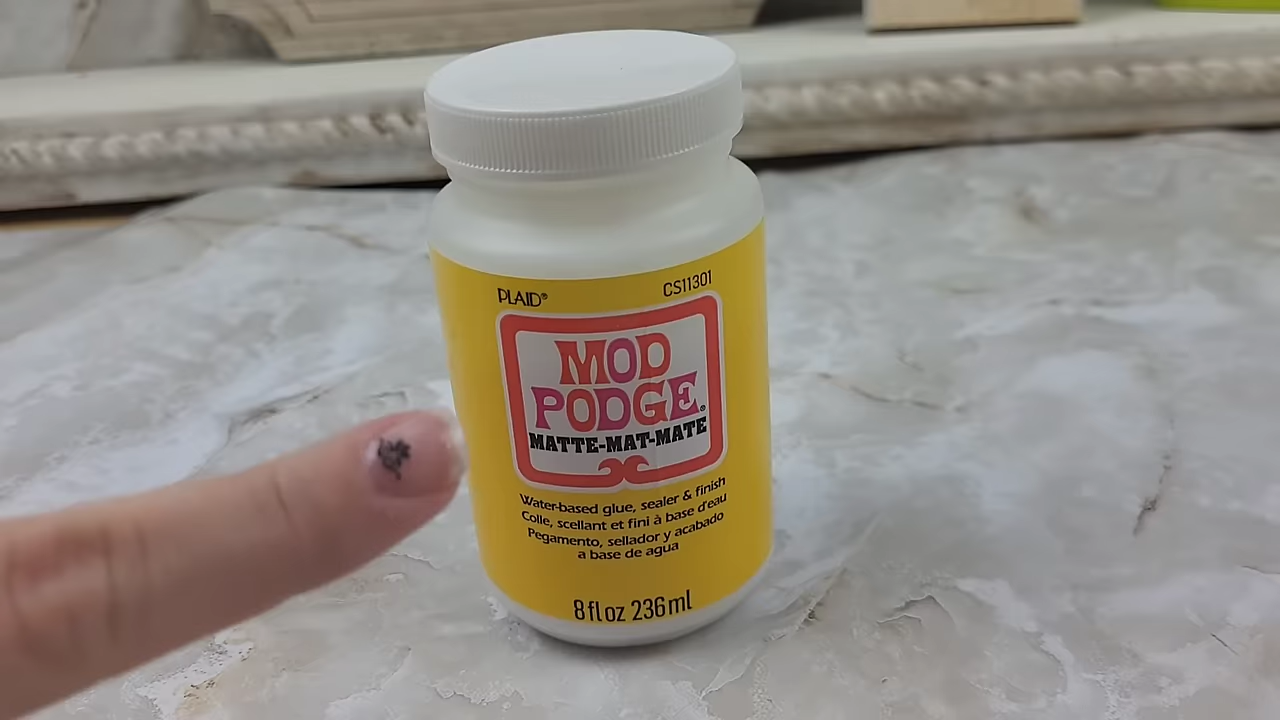 PLAID® CS11301
MOD
PODGE®
MATTE-MAT-MATE
Water-based glue, sealer & finish
Colle, scellant et fini à base d'eau
Pegamento, sellador y acabado
a base de agua
8 fl oz 236 ml